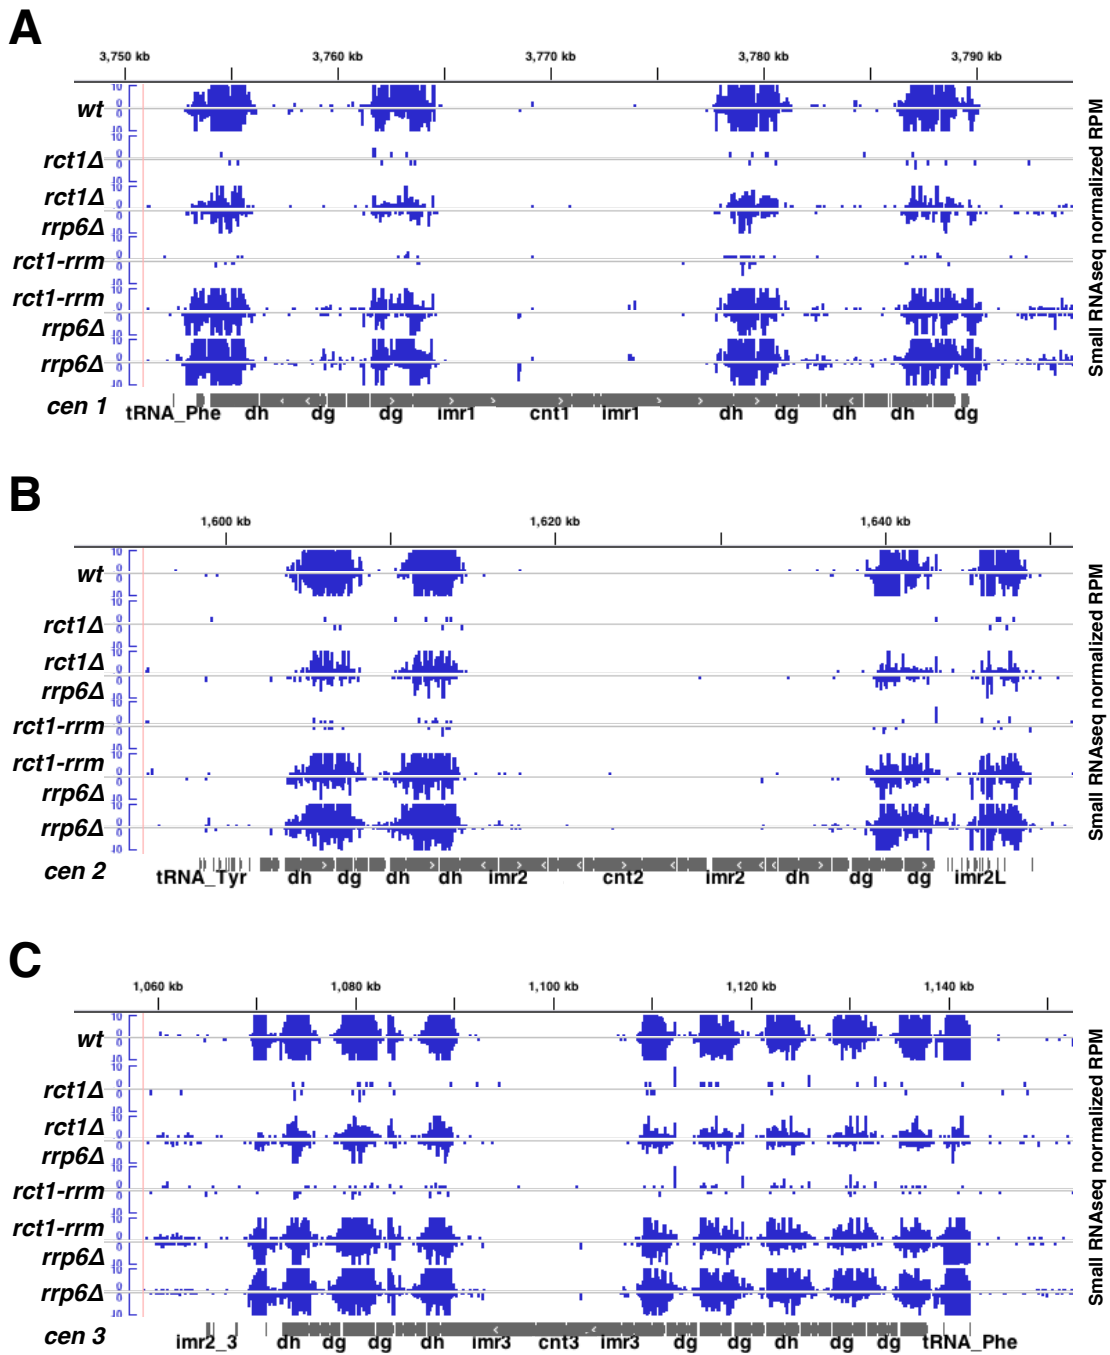 A
3,750 kb 3,760 kb 3,770 kb 3,780 kb 3,790 kb
wt
rct1Δ
rct1Δ
rrp6Δ
rct1-rrm
rct1-rrm
rrp6Δ
rrp6Δ
Small RNAseq normalized RPM
cen 1 tRNA_Phe dh dg dg imr1 cnt1 imr1 dh dg dh dh dg
B
1,600 kb 1,620 kb 1,640 kb
wt
rct1Δ
rct1Δ
rrp6Δ
rct1-rrm
rct1-rrm
rrp6Δ
rrp6Δ
Small RNAseq normalized RPM
cen 2 tRNA_Tyr dh dg dh dh imr2 cnt2 imr2 dh dg dg imr2L
C
1,060 kb 1,080 kb 1,100 kb 1,120 kb 1,140 kb
wt
rct1Δ
rct1Δ
rrp6Δ
rct1-rrm
rct1-rrm
rrp6Δ
rrp6Δ
Small RNAseq normalized RPM
cen 3 imr2_3 dh dg dg dh imr3 cnt3 imr3 dg dg dg dg tRNA_Phe